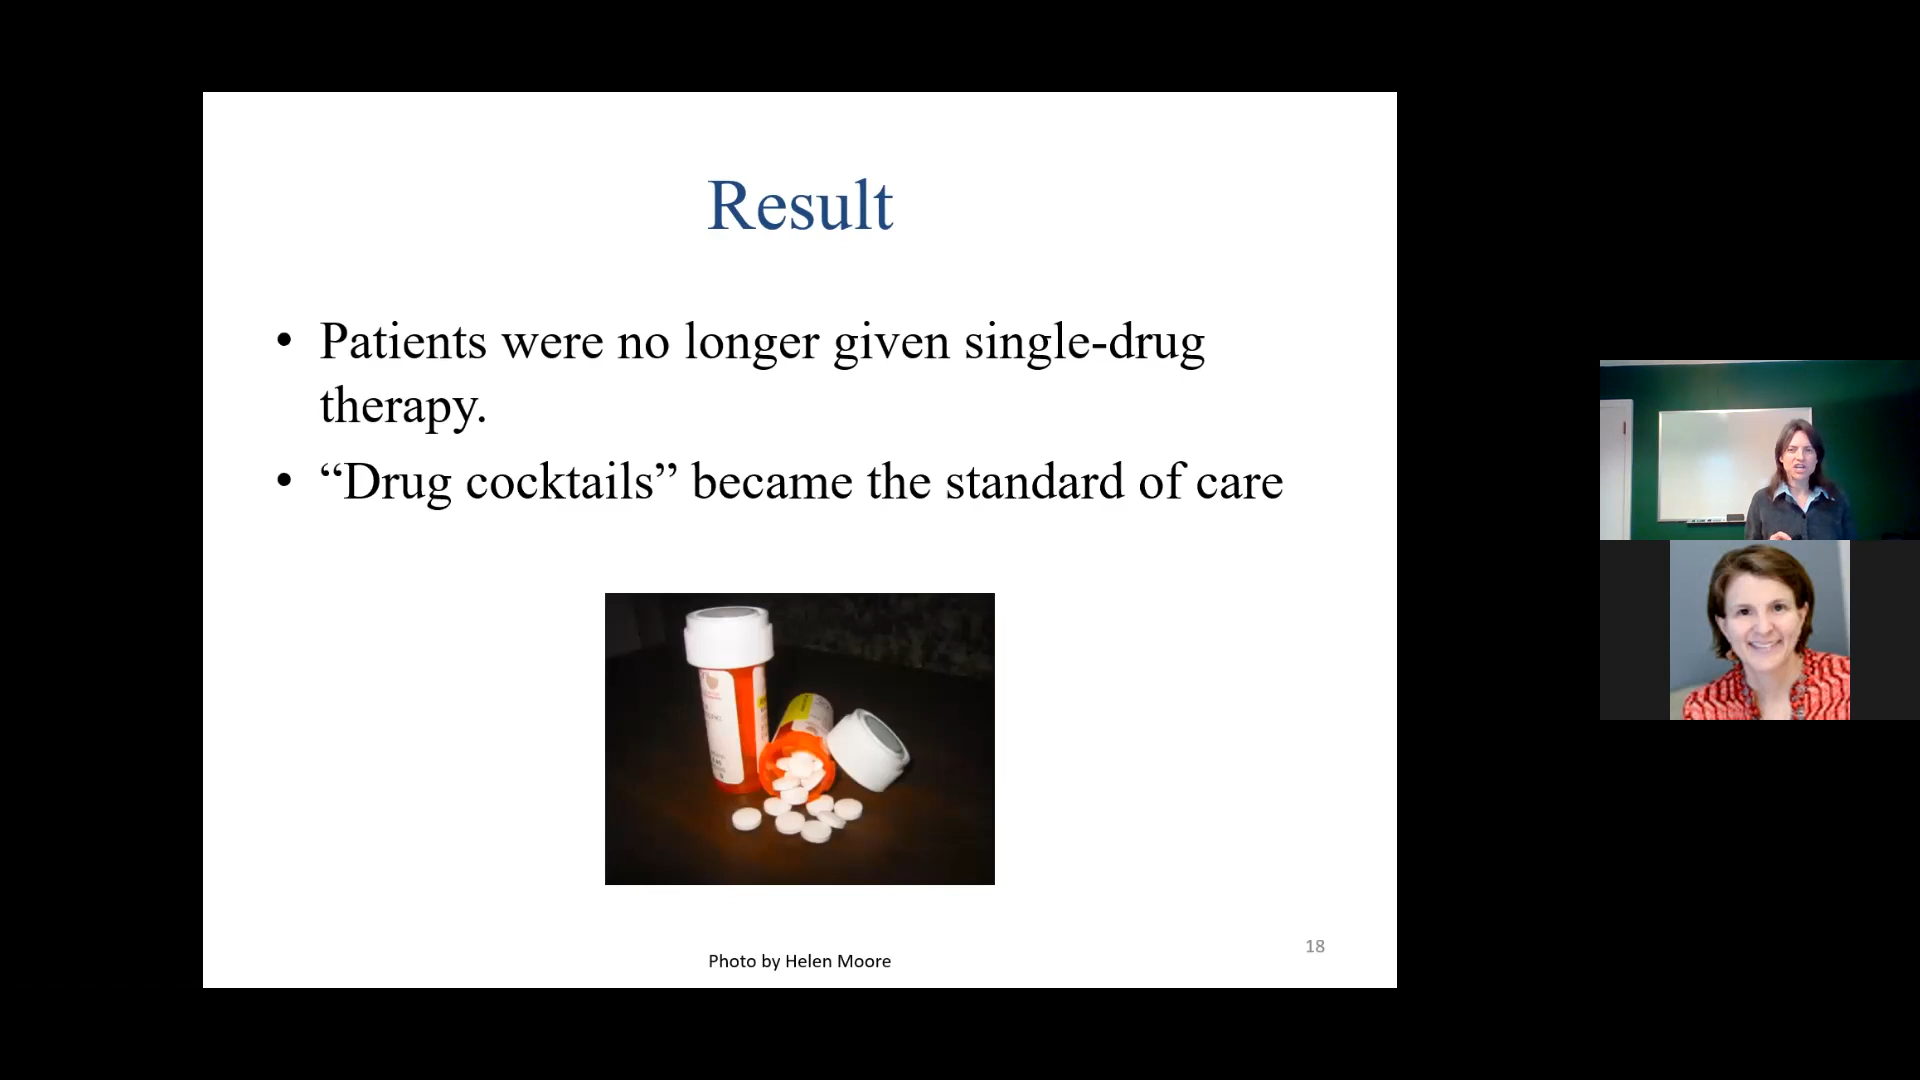 Result
• Patients were no longer given single-drug
therapy.
• “Drug cocktails” became the standard of care
Photo by Helen Moore
18